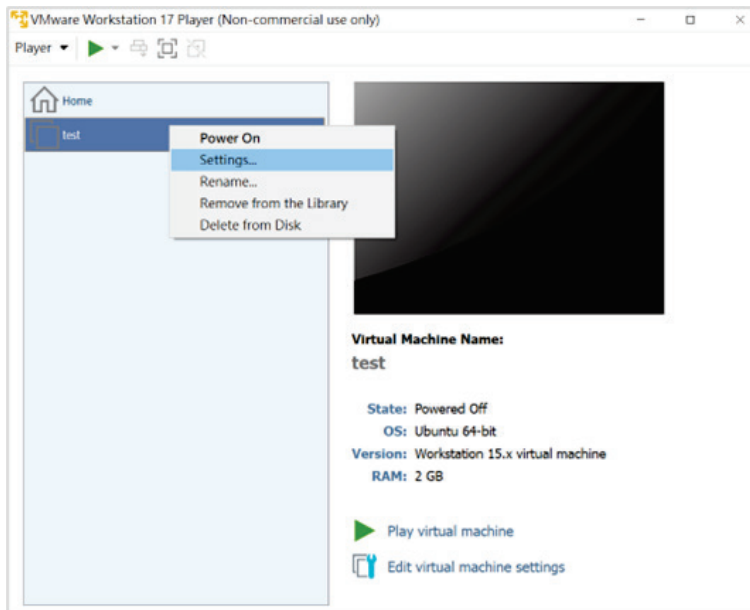 VMware Workstation 17 Player (Non-commercial use only)
Player
Home
test
Power On
Settings...
Rename...
Remove from the Library
Delete from Disk
Virtual Machine Name:
test
State: Powered Off
OS: Ubuntu 64-bit
Version: Workstation 15.x virtual machine
RAM: 2 GB
Play virtual machine
Edit virtual machine settings